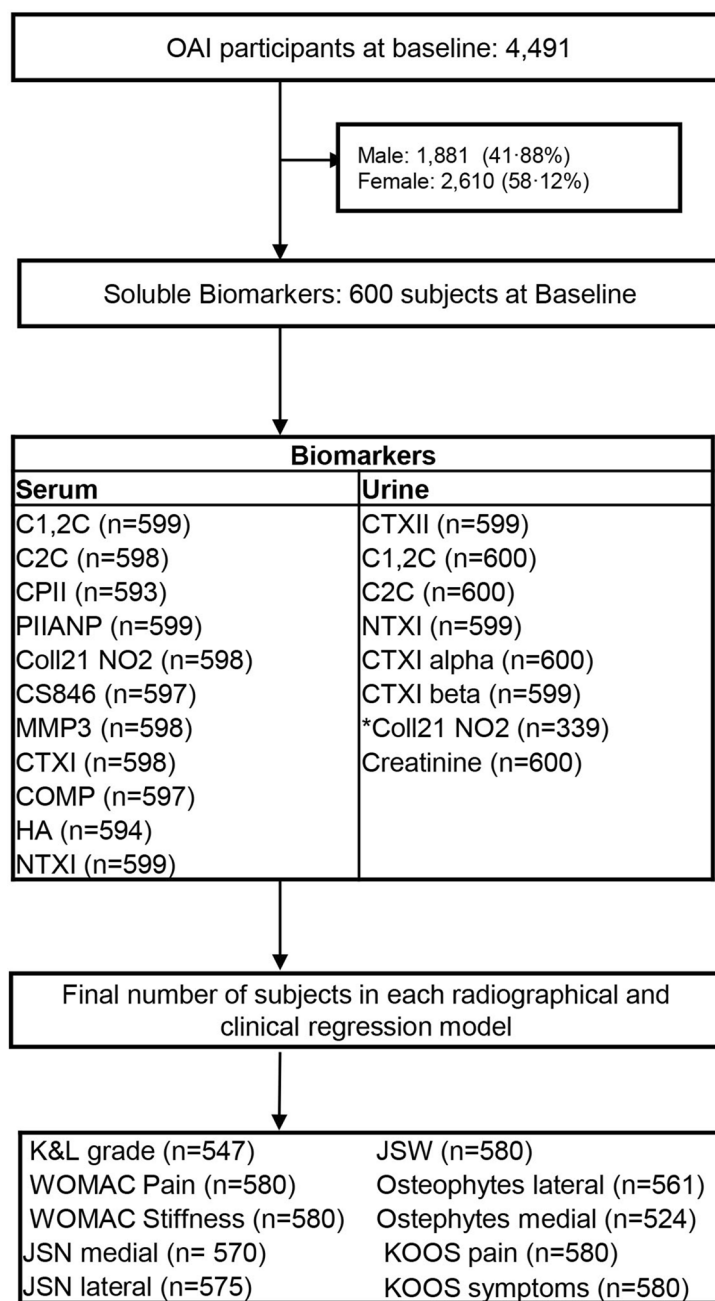 OAI participants at baseline: 4,491
Male: 1,881 (41·88%)
Female: 2,610 (58·12%)
Soluble Biomarkers: 600 subjects at Baseline
Biomarkers
Serum
C1,2C (n=599)
C2C (n=598)
CPII (n=593)
PIIANP (n=599)
Coll21 NO2 (n=598)
CS846 (n=597)
MMP3 (n=598)
CTXI (n=598)
COMP (n=597)
HA (n=594)
NTXI (n=599)
Urine
CTXII (n=599)
C1,2C (n=600)
C2C (n=600)
NTXI (n=599)
CTXI alpha (n=600)
CTXI beta (n=599)
*Coll21 NO2 (n=339)
Creatinine (n=600)
Final number of subjects in each radiographical and
clinical regression model
K&L grade (n=547)
WOMAC Pain (n=580)
WOMAC Stiffness (n=580)
JSN medial (n= 570)
JSN lateral (n=575)
JSW (n=580)
Osteophytes lateral (n=561)
Ostephytes medial (n=524)
KOOS pain (n=580)
KOOS symptoms (n=580)